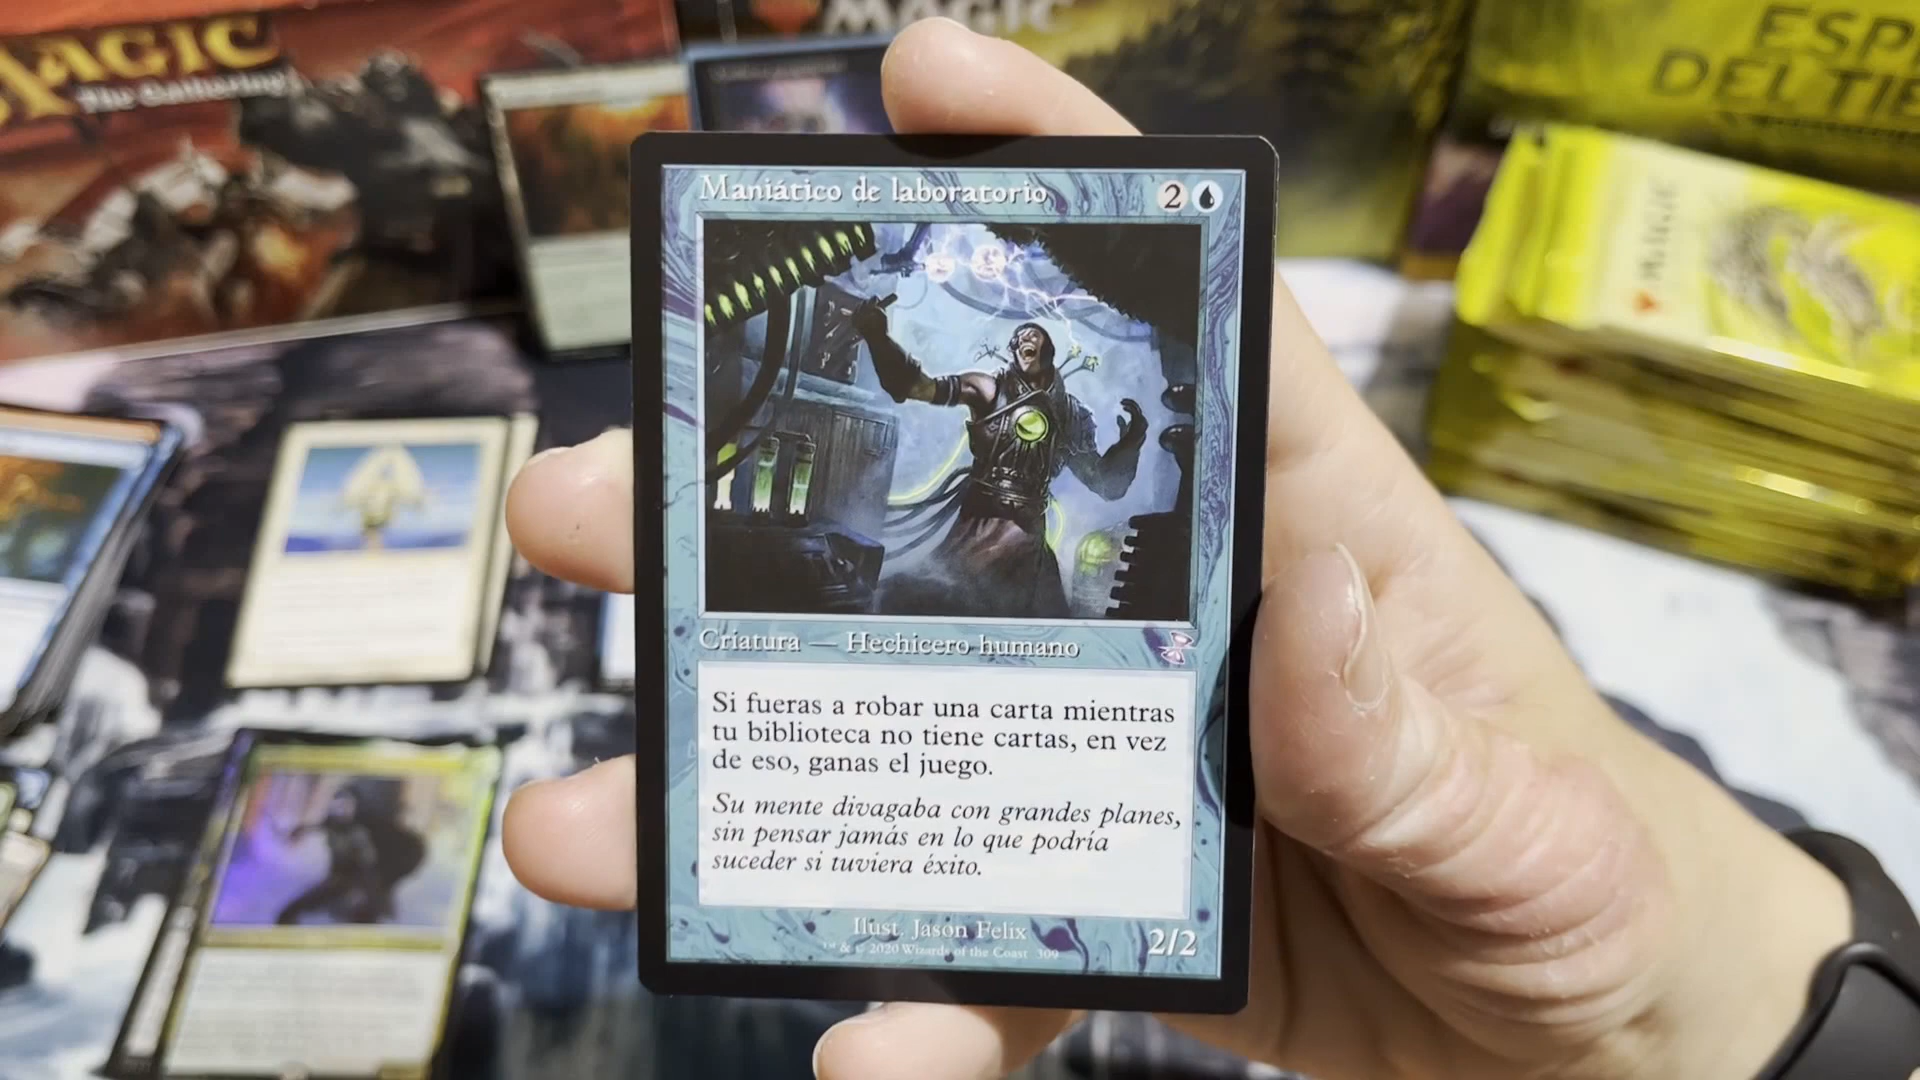 MAGIC
The Gathering
MAGIC
ESP
DEL TIE
MAGIC
Maniático de laboratorio 2
Criatura — Hechicero humano
Si fueras a robar una carta mientras
tu biblioteca no tiene cartas, en vez
de eso, ganas el juego.
Su mente divagaba con grandes planes,
sin pensar jamás en lo que podría
suceder si tuviera éxito.
Ilust. Jason Felix
™ & © 2020 Wizards of the Coast 309
2/2